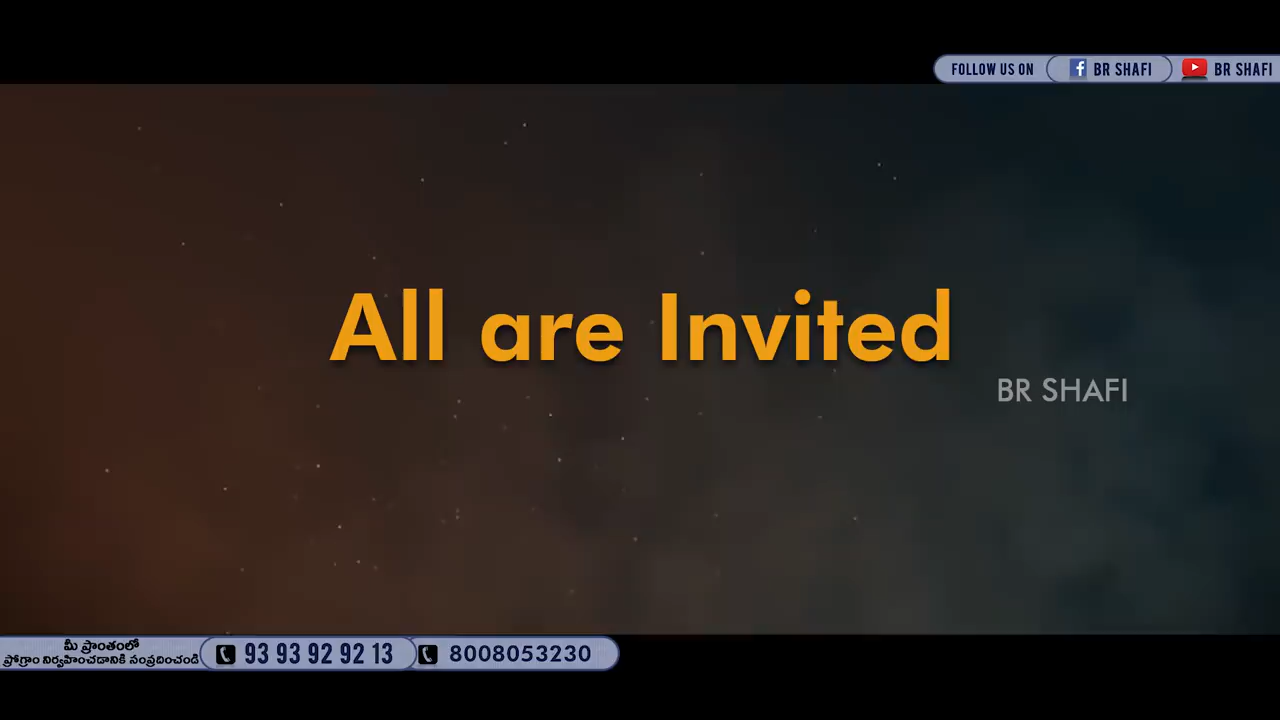 FOLLOW US ON BR SHAFI BR SHAFI
All are Invited
BR SHAFI
మీ ప్రాంతంలో
ప్రోగ్రాం నిర్వహించడానికి సంప్రదించండి
93 93 92 92 13 8008053230